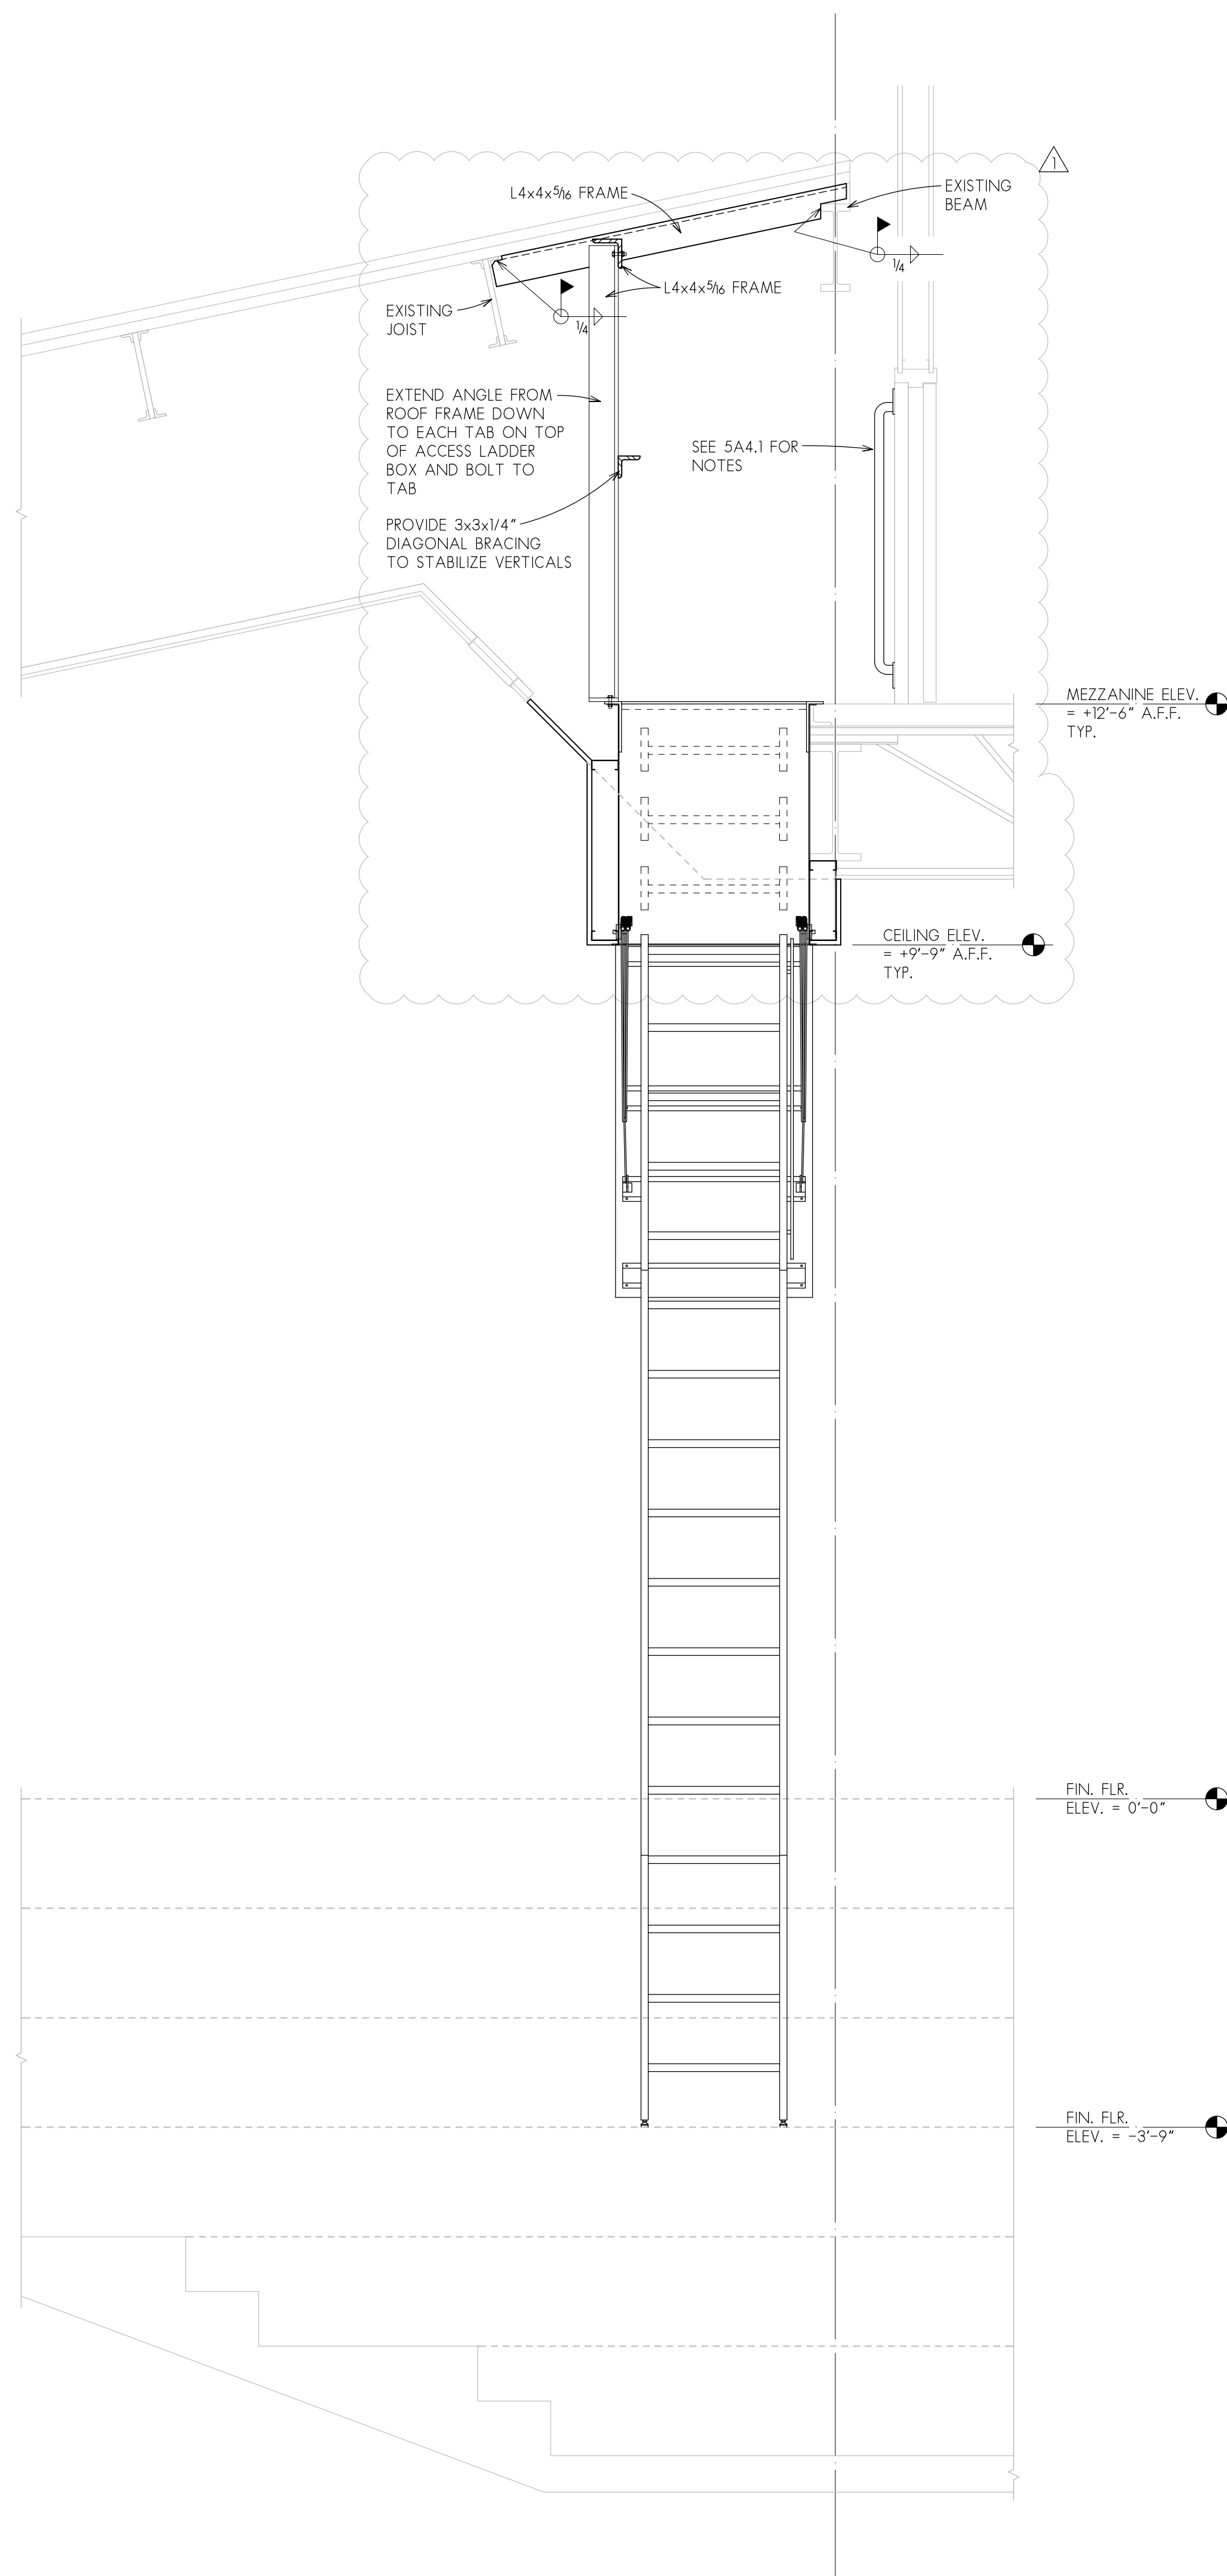 1
L4x4x5/16 FRAME
EXISTING
BEAM
1/4
L4x4x5/16 FRAME
EXISTING
JOIST
1/4
EXTEND ANGLE FROM
ROOF FRAME DOWN
TO EACH TAB ON TOP
OF ACCESS LADDER
BOX AND BOLT TO
TAB
SEE 5A4.1 FOR
NOTES
PROVIDE 3x3x1/4"
DIAGONAL BRACING
TO STABILIZE VERTICALS
MEZZANINE ELEV.
= +12'-6" A.F.F.
TYP.
CEILING ELEV.
= +9'-9" A.F.F.
TYP.
FIN. FLR.
ELEV. = 0'-0"
FIN. FLR.
ELEV. = -3'-9"